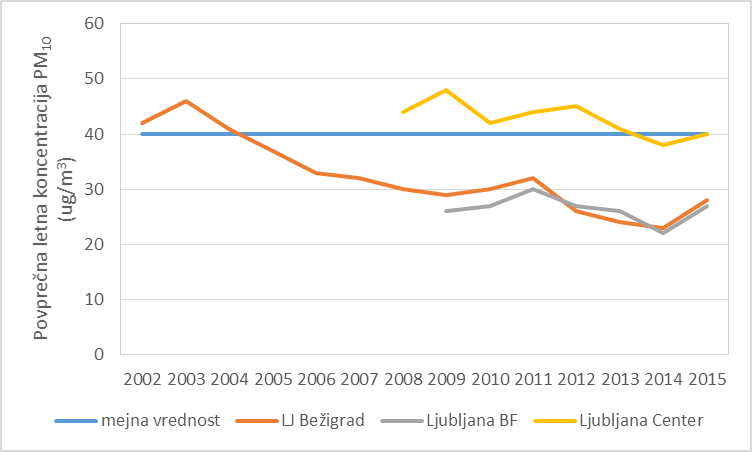 Povprečna letna koncentracija PM10
(ug/m3)
60
50
40
30
20
10
0
2002 2003 2004 2005 2006 2007 2008 2009 2010 2011 2012 2013 2014 2015
mejna vrednost LJ Bežigrad Ljubljana BF Ljubljana Center